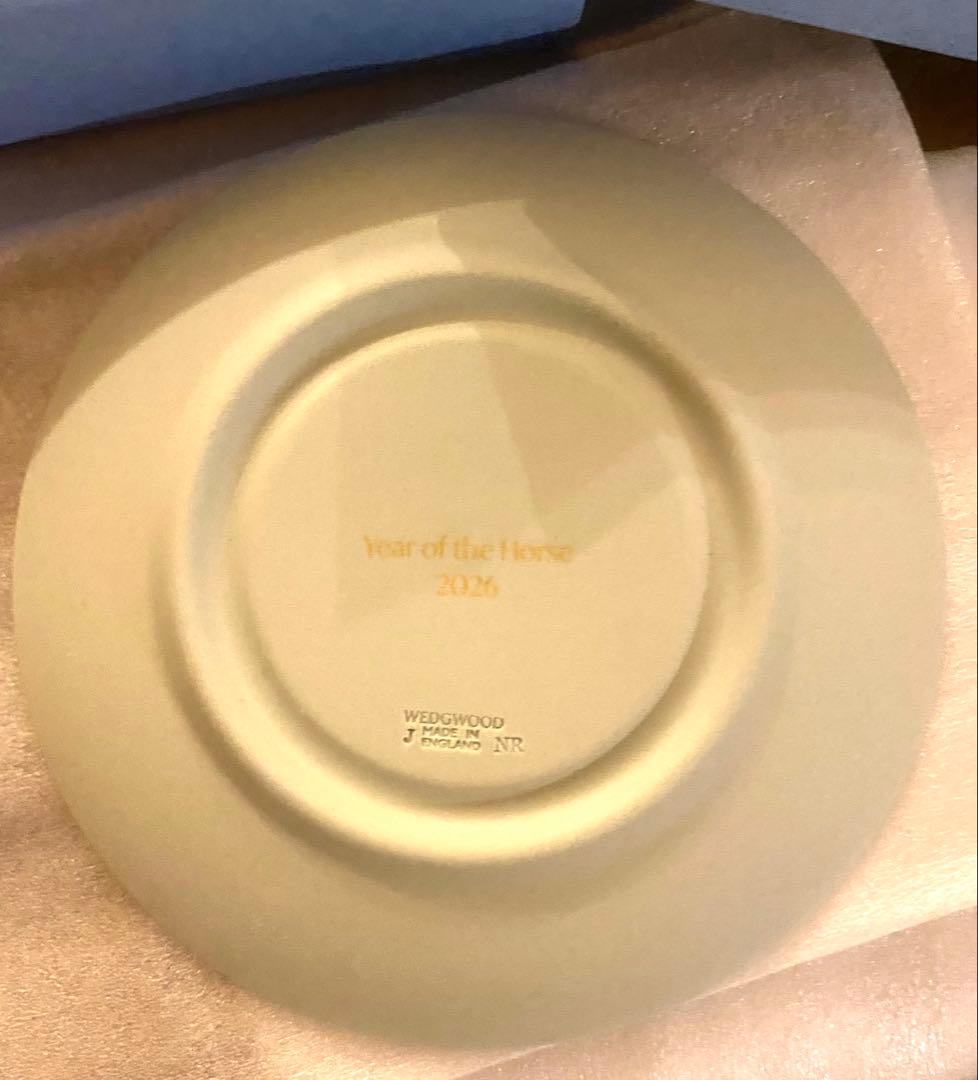 Year of the Horse
2026
WEDGWOOD
J MADE IN ENGLAND NR